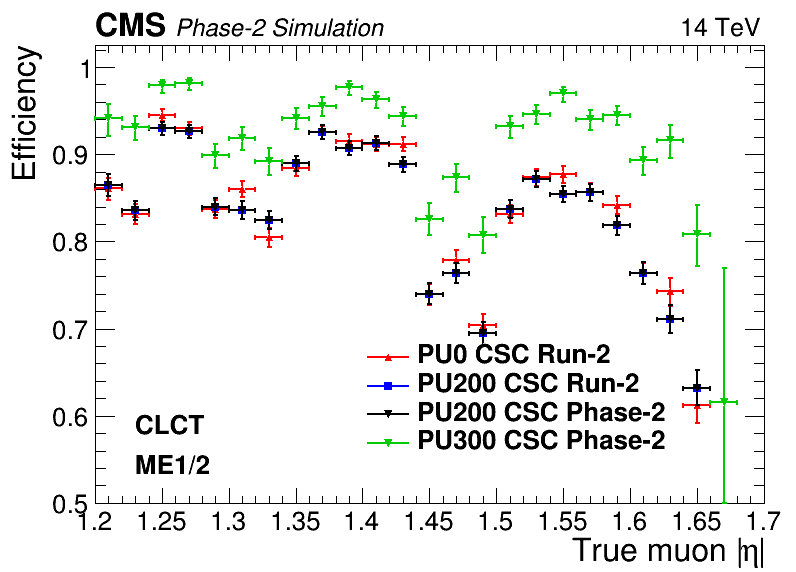 CMS Phase-2 Simulation 14 TeV
Efficiency
1
0.9
0.8
0.7
0.6
0.5
PU0 CSC Run-2
PU200 CSC Run-2
PU200 CSC Phase-2
PU300 CSC Phase-2
CLCT
ME1/2
1.2 1.25 1.3 1.35 1.4 1.45 1.5 1.55 1.6 1.65 1.7
True muon |η|